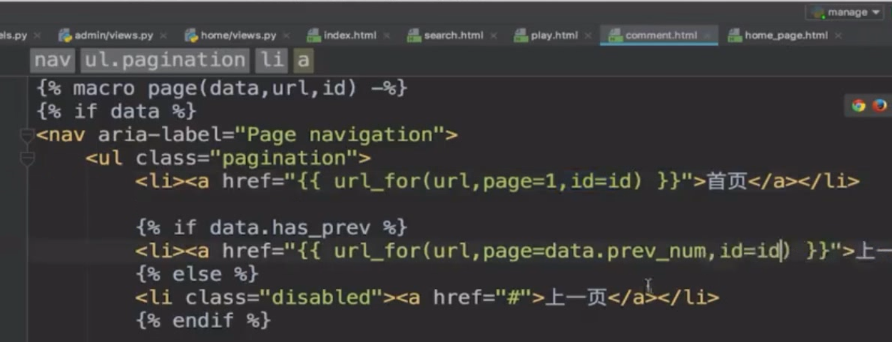 manage
els.py admin/views.py home/views.py index.html search.html play.html comment.html home_page.html
nav ul.pagination li a
{% macro page(data,url,id) -%}
{% if data %}
<nav aria-label="Page navigation">
<ul class="pagination">
<li><a href="{{ url_for(url,page=1,id=id) }}">首页</a></li>
{% if data.has_prev %}
<li><a href="{{ url_for(url,page=data.prev_num,id=id) }}">上一
{% else %}
<li class="disabled"><a href="#">上一页</a></li>
{% endif %}